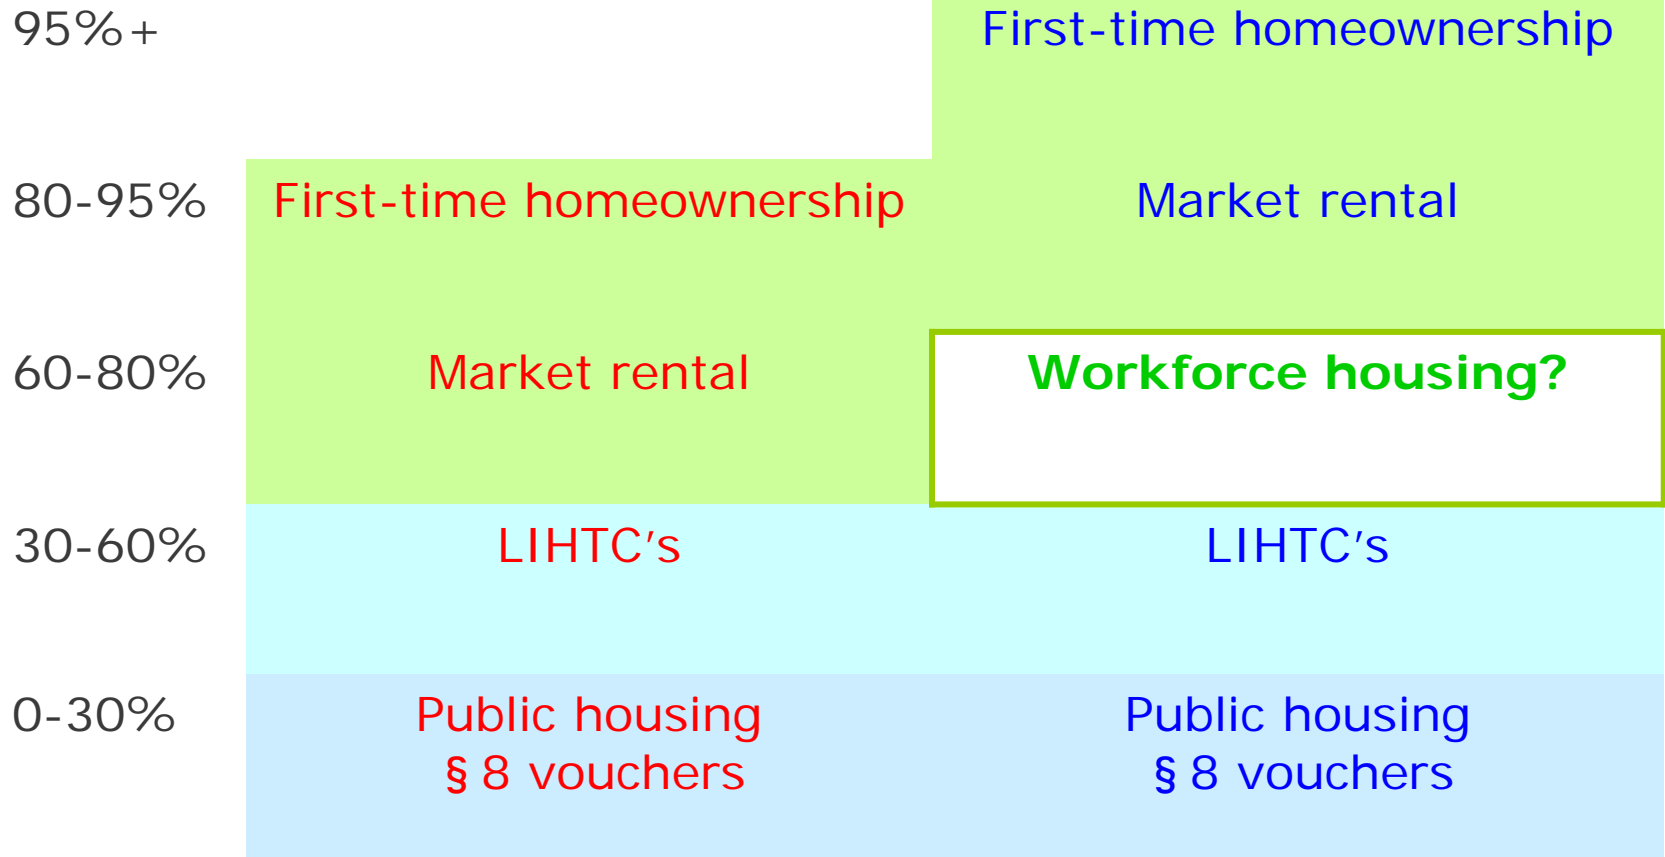 95%+ First-time homeownership
80-95% First-time homeownership Market rental
60-80% Market rental Workforce housing?
30-60% LIHTC’s LIHTC’s
0-30% Public housing Public housing
§ 8 vouchers § 8 vouchers